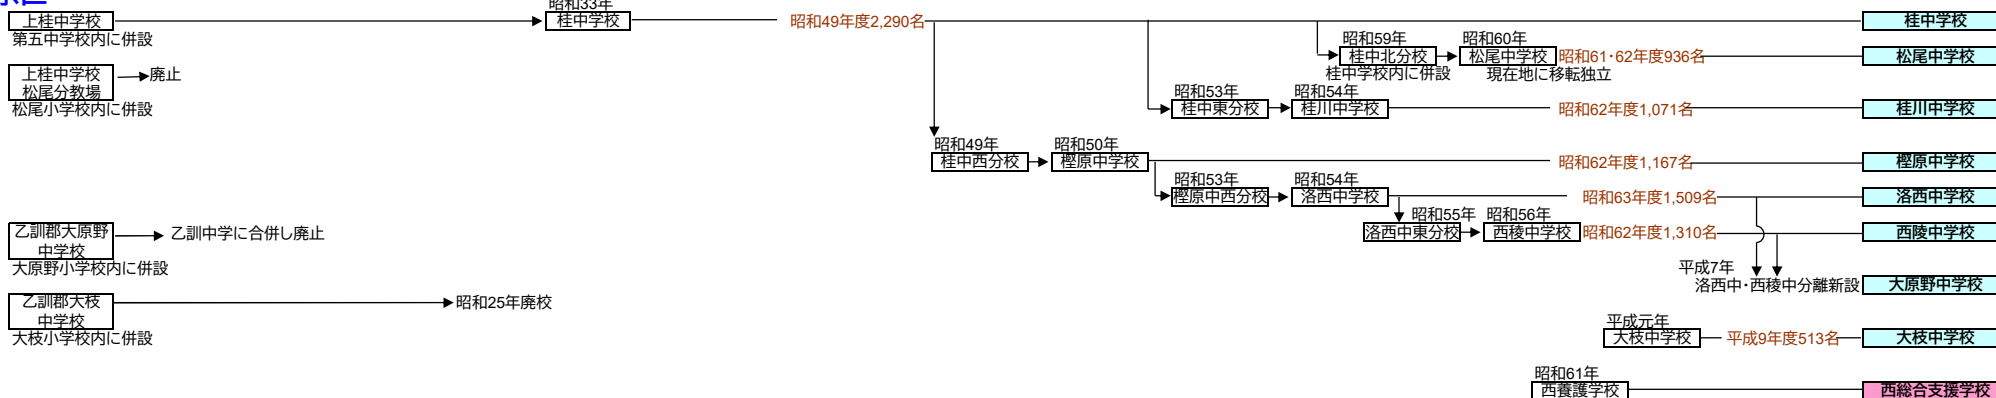 昭和33年
上桂中学校
桂中学校
昭和49年度2,290名
桂中学校
第五中学校内に併設
昭和59年
昭和60年
桂中北分校
松尾中学校
昭和61・62年度936名
松尾中学校
桂中学校内に併設
現在地に移転独立
上桂中学校
松尾分教場
廃止
松尾小学校内に併設
昭和53年
昭和54年
桂中東分校
桂川中学校
昭和62年度1,071名
桂川中学校
昭和49年
昭和50年
桂中西分校
樫原中学校
昭和62年度1,167名
樫原中学校
昭和53年
昭和54年
樫原中西分校
洛西中学校
昭和63年度1,509名
洛西中学校
昭和55年
昭和56年
洛西中東分校
西稜中学校
昭和62年度1,310名
西陵中学校
乙訓郡大原野
中学校
乙訓中学に合併し廃止
大原野小学校内に併設
平成7年
洛西中・西稜中分離新設
大原野中学校
乙訓郡大枝
中学校
昭和25年廃校
大枝小学校内に併設
平成元年
大枝中学校
平成9年度513名
大枝中学校
昭和61年
西養護学校
西総合支援学校